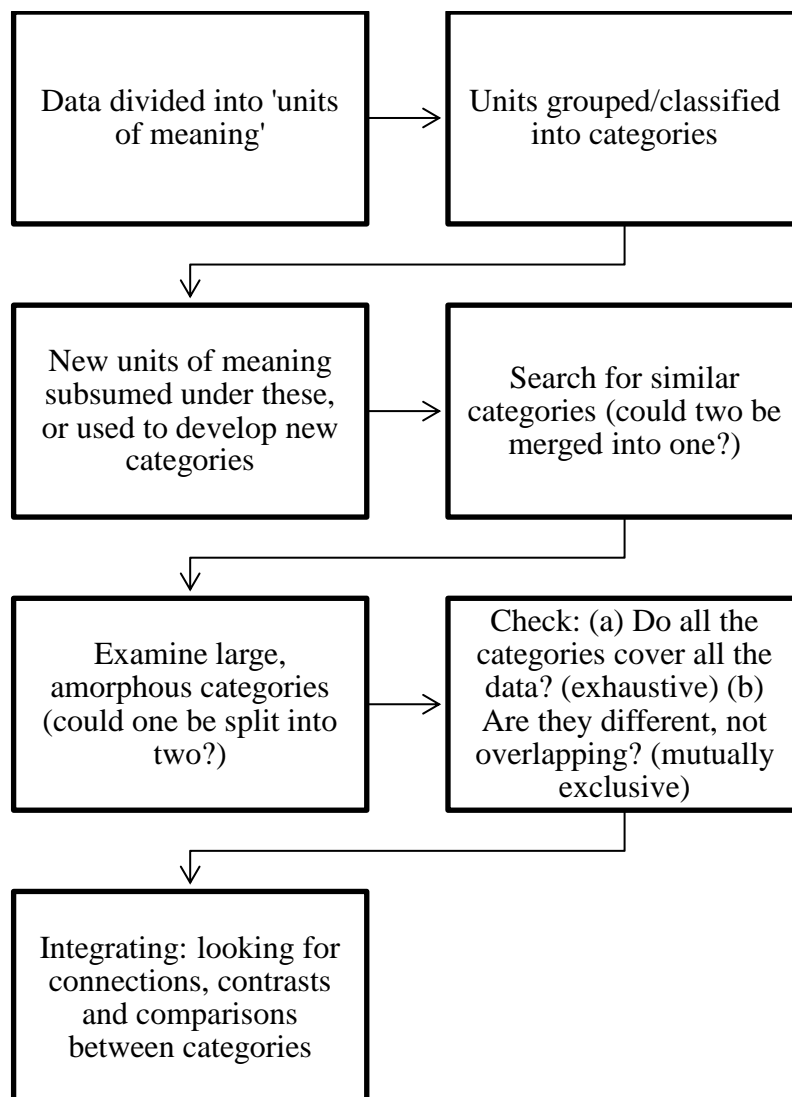 Data divided into 'units
of meaning'
Units grouped/classified
into categories
New units of meaning
subsumed under these,
or used to develop new
categories
Search for similar
categories (could two be
merged into one?)
Examine large,
amorphous categories
(could one be split into
two?)
Check: (a) Do all the
categories cover all the
data? (exhaustive) (b)
Are they different, not
overlapping? (mutually
exclusive)
Integrating: looking for
connections, contrasts
and comparisons
between categories